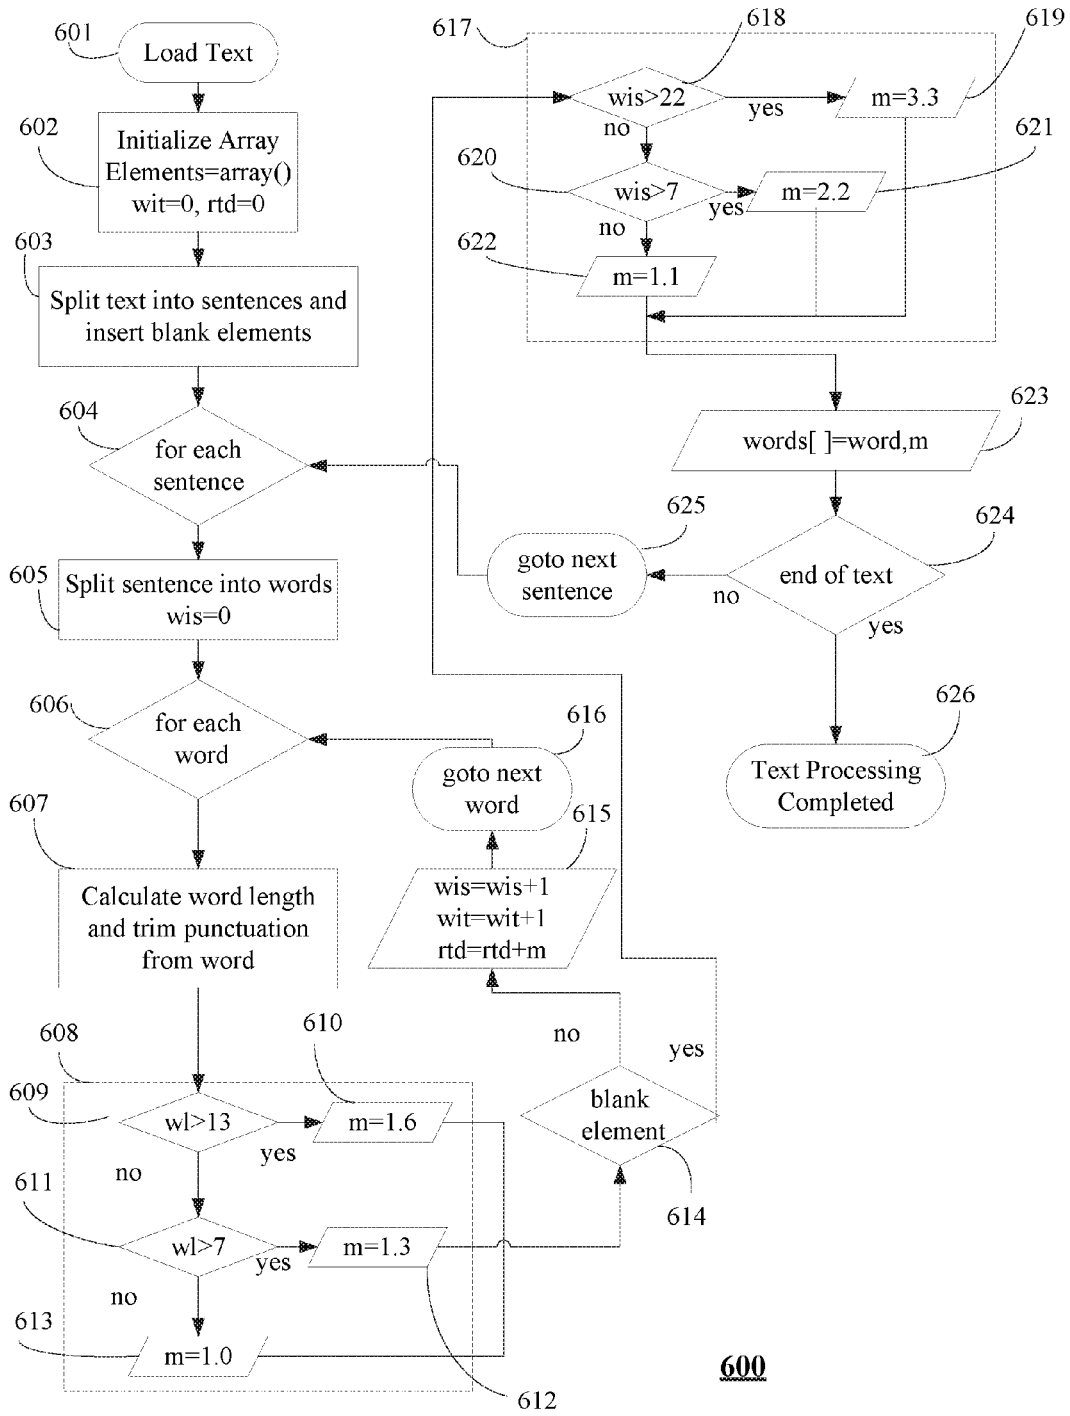 601
Load Text
602
Initialize Array
Elements=array()
wit=0, rtd=0
603
Split text into sentences and
insert blank elements
604
for each
sentence
605
Split sentence into words
wis=0
606
for each
word
607
Calculate word length
and trim punctuation
from word
608
609
wl>13
yes
610
m=1.6
no
611
wl>7
yes
m=1.3
612
no
613
m=1.0
blank
element
614
no
yes
615
wis=wis+1
wit=wit+1
rtd=rtd+m
616
goto next
word
617
618
wis>22
yes
619
m=3.3
no
620
wis>7
yes
621
m=2.2
no
622
m=1.1
623
words[ ]=word,m
624
end of text
no
yes
625
goto next
sentence
626
Text Processing
Completed
600